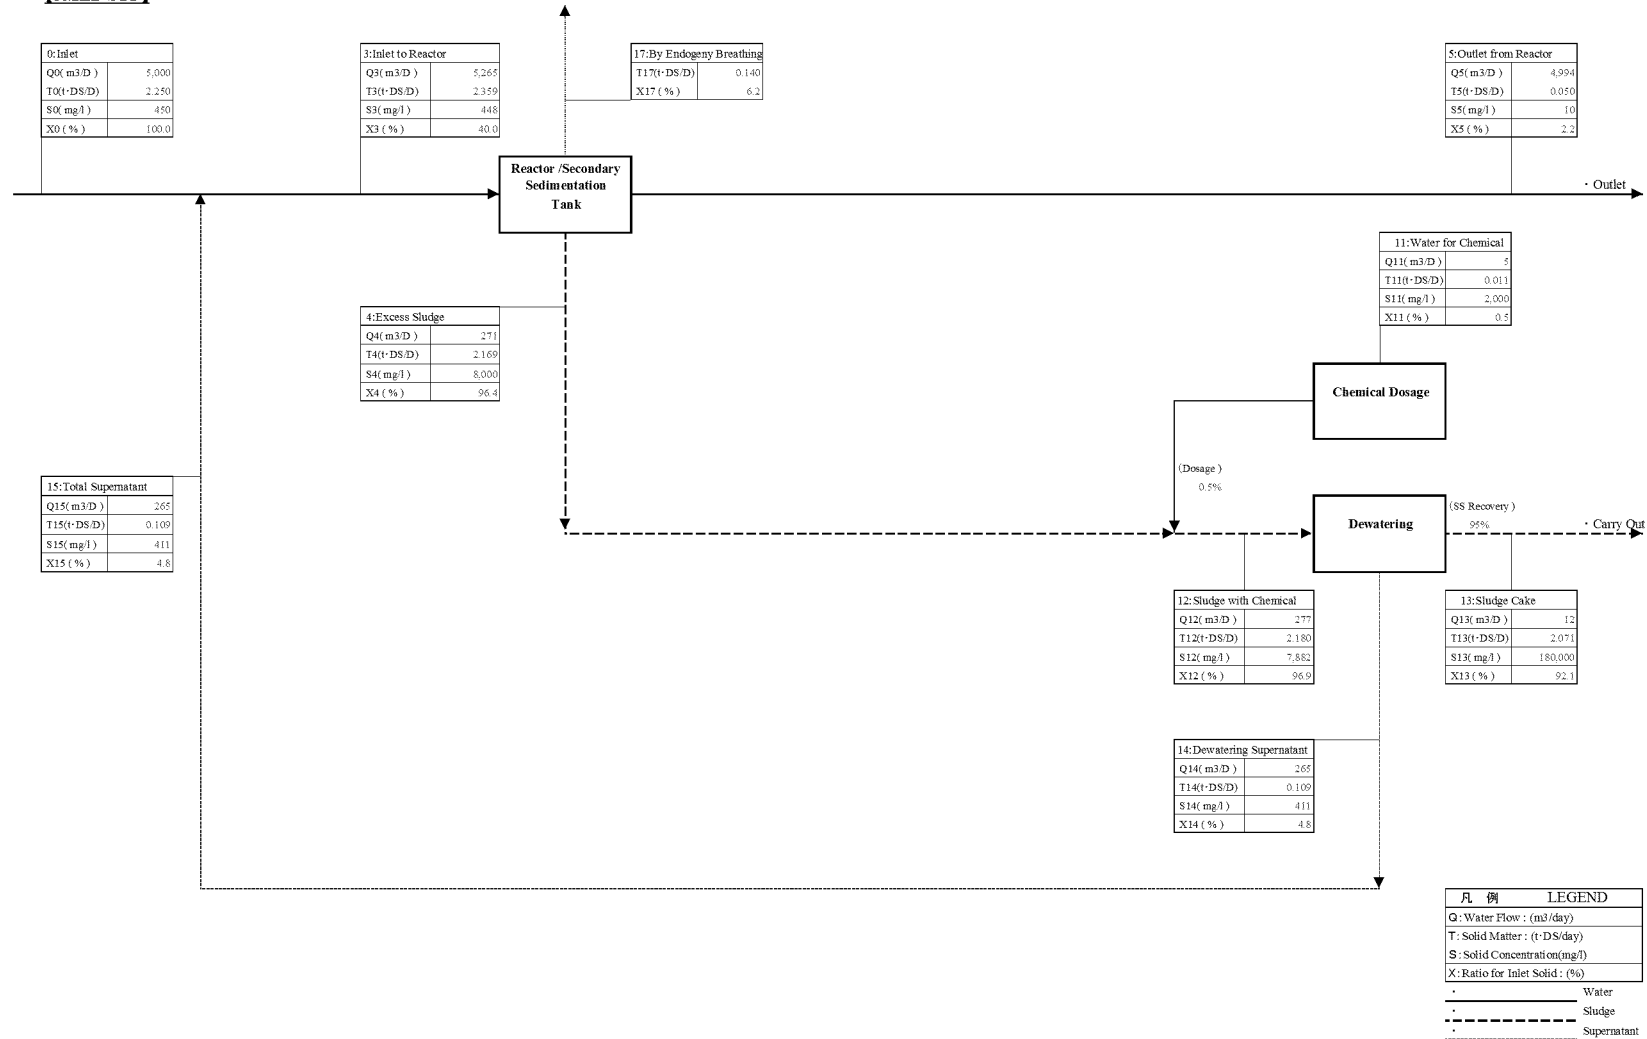 0:Inlet
Q0( m3/D ) 5,000
T0(t·DS/D) 2.250
S0( mg/l ) 450
X0 ( % ) 100.0
3:Inlet to Reactor
Q3( m3/D ) 5,265
T3(t·DS/D) 2.359
S3( mg/l ) 448
X3 ( % ) 40.0
17:By Endogeny Breathing
T17(t·DS/D) 0.140
X17 ( % ) 6.2
5:Outlet from Reactor
Q5( m3/D ) 4,994
T5(t·DS/D) 0.050
S5( mg/l ) 10
X5 ( % ) 2.2
Reactor /Secondary
Sedimentation
Tank
· Outlet
11:Water for Chemical
Q11( m3/D ) 5
T11(t·DS/D) 0.011
S11( mg/l ) 2,000
X11 ( % ) 0.5
4:Excess Sludge
Q4( m3/D ) 271
T4(t·DS/D) 2.169
S4( mg/l ) 8,000
X4 ( % ) 96.4
Chemical Dosage
(Dosage )
0.5%
15:Total Supernatant
Q15( m3/D ) 265
T15(t·DS/D) 0.109
S15( mg/l ) 411
X15 ( % ) 4.8
Dewatering
(SS Recovery )
95%
· Carry Out
12:Sludge with Chemical
Q12( m3/D ) 277
T12(t·DS/D) 2.180
S12( mg/l ) 7,882
X12 ( % ) 96.9
13:Sludge Cake
Q13( m3/D ) 12
T13(t·DS/D) 2.071
S13( mg/l ) 180,000
X13 ( % ) 92.1
14:Dewatering Supernatant
Q14( m3/D ) 265
T14(t·DS/D) 0.109
S14( mg/l ) 411
X14 ( % ) 4.8
凡 例 LEGEND
Q : Water Flow : (m3/day)
T : Solid Matter : (t·DS/day)
S : Solid Concentration(mg/l)
X : Ratio for Inlet Solid : (%)
· Water
· Sludge
· Supernatant